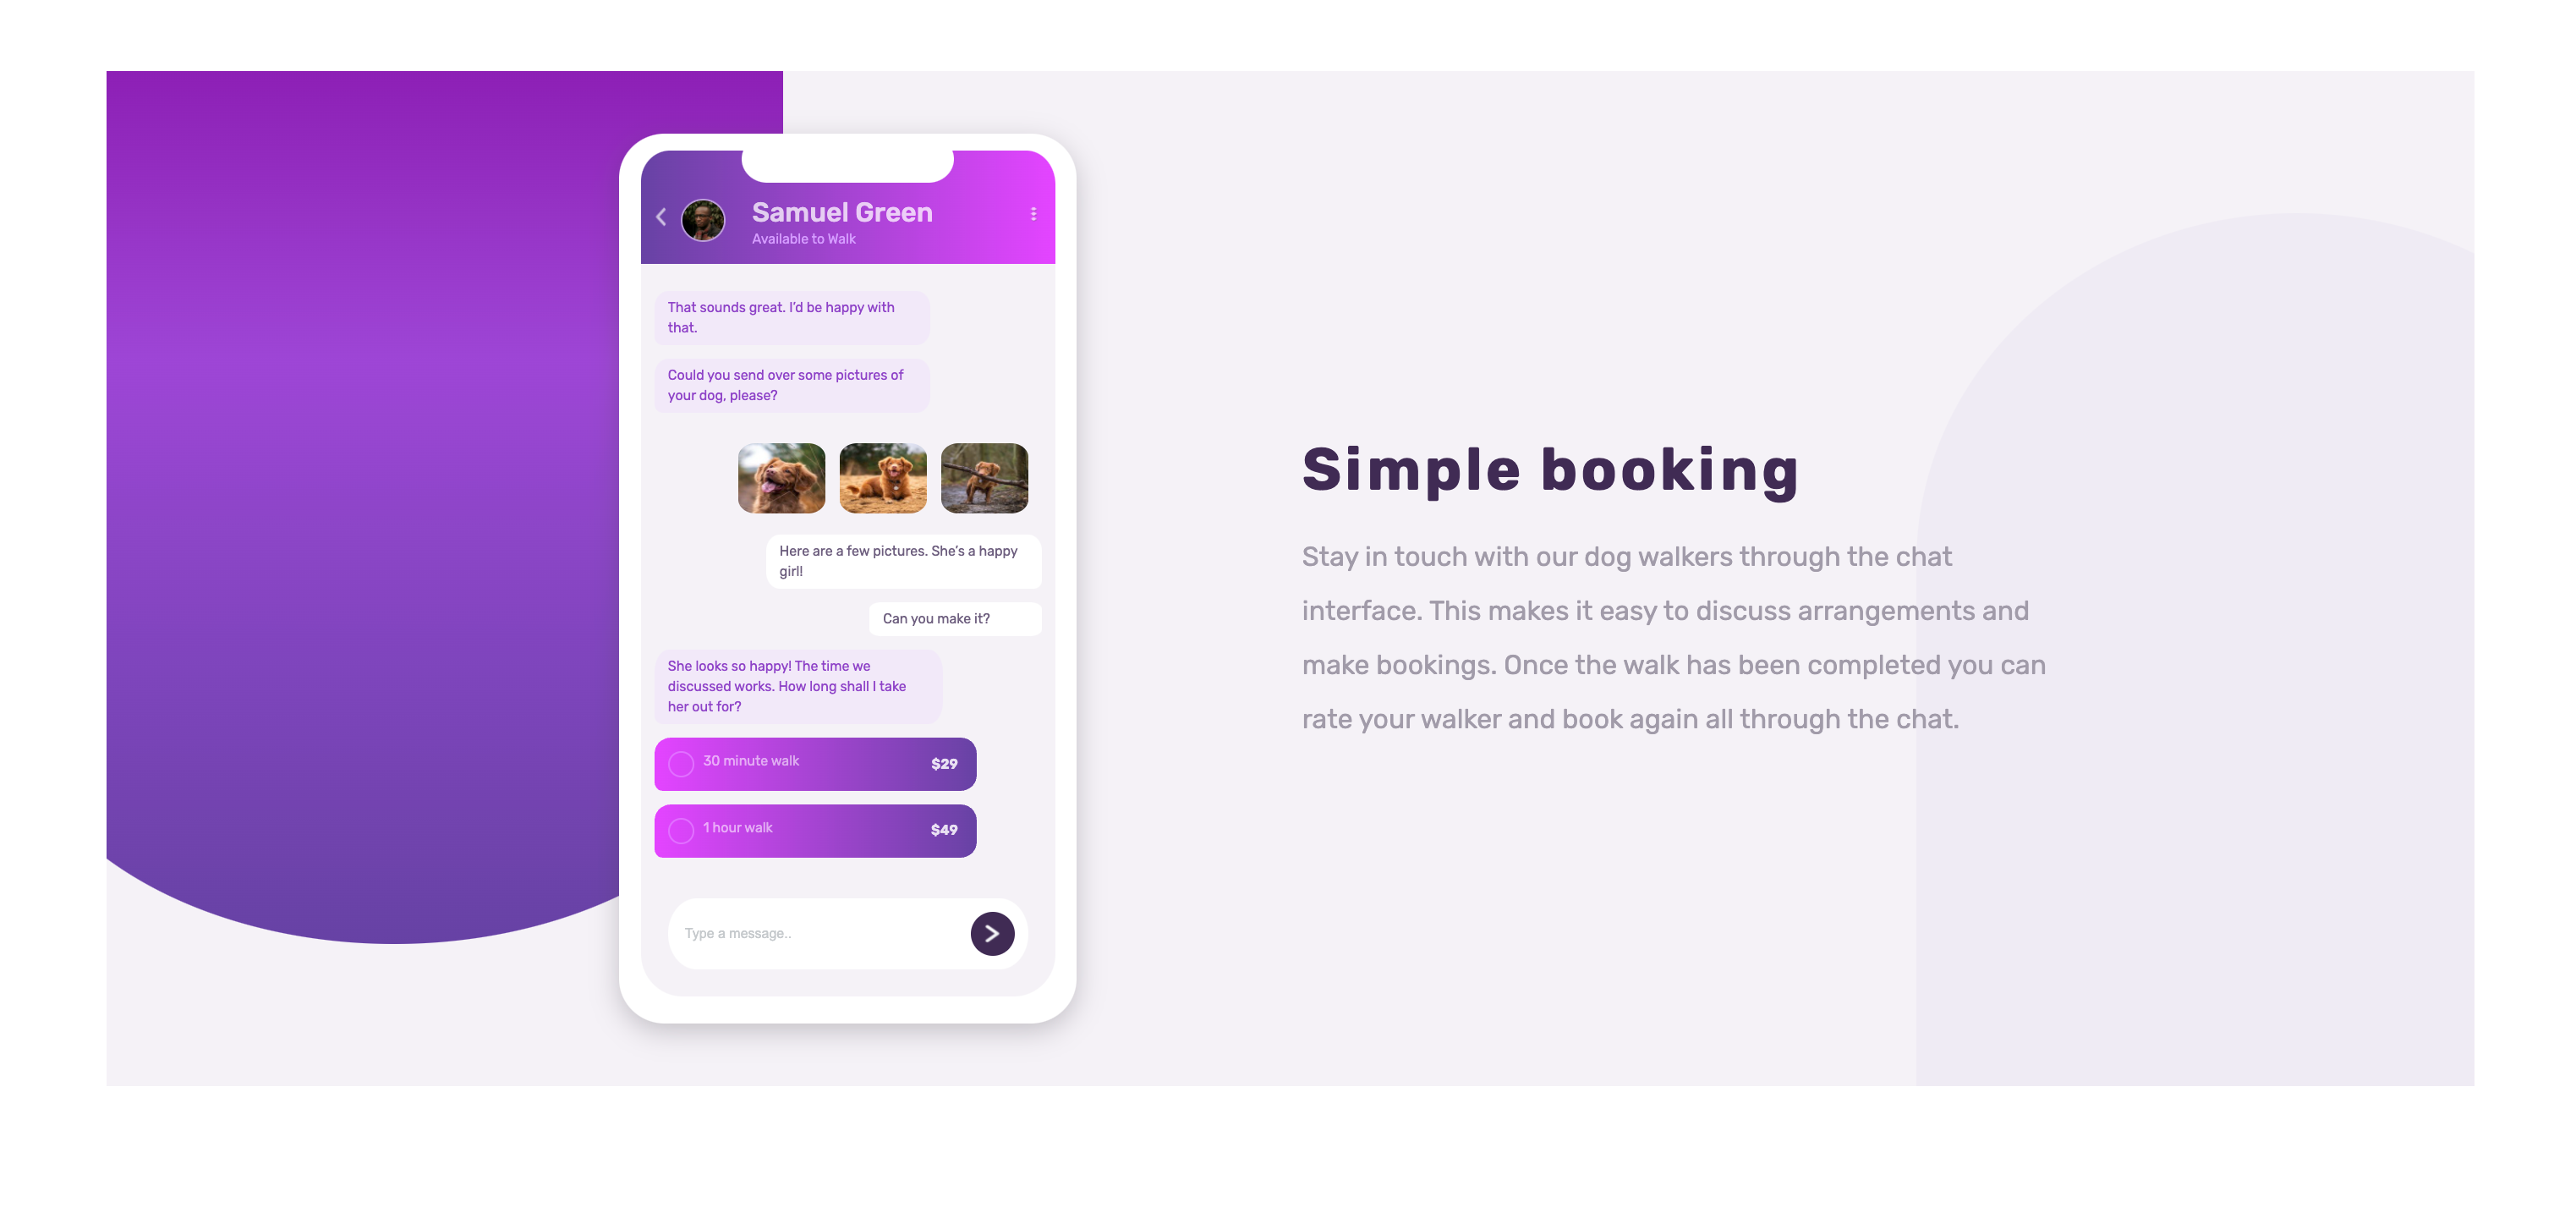 Samuel Green
Available to Walk
That sounds great. I'd be happy with
that.
Could you send over some pictures of
your dog, please?
Here are a few pictures. She's a happy
girl!
Can you make it?
She looks so happy! The time we
discussed works. How long shall I take
her out for?
30 minute walk $29
1 hour walk $49
Type a message..
Simple booking
Stay in touch with our dog walkers through the chat
interface. This makes it easy to discuss arrangements and
make bookings. Once the walk has been completed you can
rate your walker and book again all through the chat.